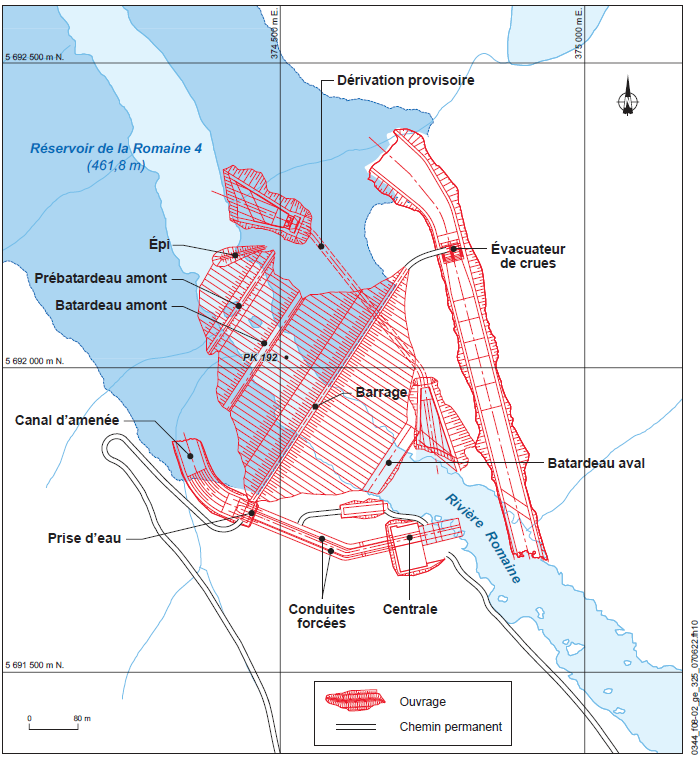 374 500 m E.
375 000 m E.
5 692 500 m N.
Dérivation provisoire
Réservoir de la Romaine 4
(461,8 m)
Épi
Évacuateur
de crues
Prébatardeau amont
Batardeau amont
PK 192
5 692 000 m N.
Barrage
Canal d'amenée
Batardeau aval
Prise d'eau
Rivière Romaine
Conduites
forcées
Centrale
5 691 500 m N.
Ouvrage
Chemin permanent
0 80 m
N
0344_f08-02_ge_325_070622.fh10